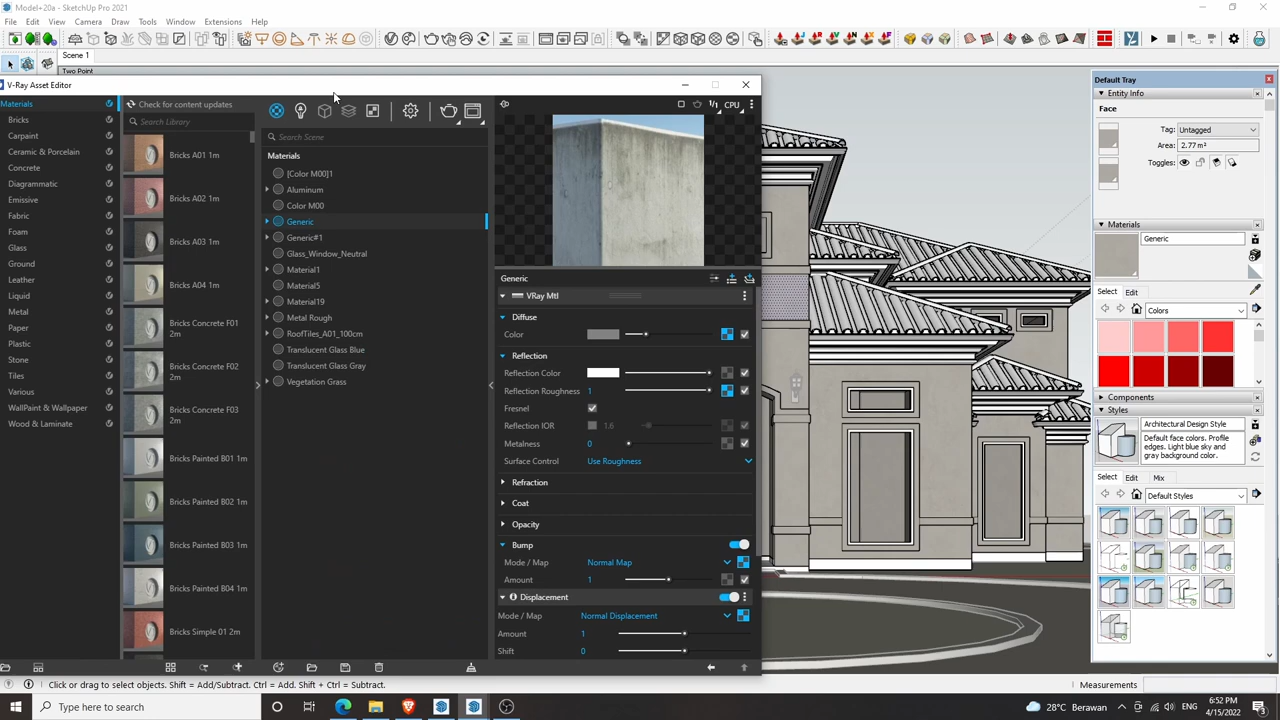 Model+20a - SketchUp Pro 2021
File Edit View Camera Draw Tools Window Extensions Help
Scene 1
Two Point
V-Ray Asset Editor
Materials
Bricks
Carpaint
Ceramic & Porcelain
Concrete
Diagrammatic
Emissive
Fabric
Foam
Glass
Ground
Leather
Liquid
Metal
Paper
Plastic
Stone
Tiles
Various
WallPaint & Wallpaper
Wood & Laminate
Check for content updates
Search Library
Bricks A01 1m
Bricks A02 1m
Bricks A03 1m
Bricks A04 1m
Bricks Concrete F01
2m
Bricks Concrete F02
2m
Bricks Concrete F03
2m
Bricks Painted B01 1m
Bricks Painted B02 1m
Bricks Painted B03 1m
Bricks Painted B04 1m
Bricks Simple 01 2m
Search Scene
Materials
[Color M00]1
Aluminum
Color M00
Generic
Generic#1
Glass_Window_Neutral
Material1
Material5
Material19
Metal Rough
RoofTiles_A01_100cm
Translucent Glass Blue
Translucent Glass Gray
Vegetation Grass
1/1 CPU
Generic
VRay Mtl
Diffuse
Color
Reflection
Reflection Color
Reflection Roughness 1
Fresnel
Reflection IOR 1.6
Metalness 0
Surface Control Use Roughness
Refraction
Coat
Opacity
Bump
Mode / Map Normal Map
Amount 1
Displacement
Mode / Map Normal Displacement
Amount 1
Shift 0
Default Tray
Entity Info
Face
Tag: Untagged
Area: 2.77 m²
Toggles:
Materials
Generic
Select Edit
Colors
Components
Styles
Architectural Design Style
Default face colors. Profile
edges. Light blue sky and
gray background color.
Select Edit Mix
Default Styles
Click or drag to select objects. Shift = Add/Subtract. Ctrl = Add. Shift + Ctrl = Subtract.
Measurements
Type here to search
28°C Berawan
ENG
6:52 PM
4/15/2022
3